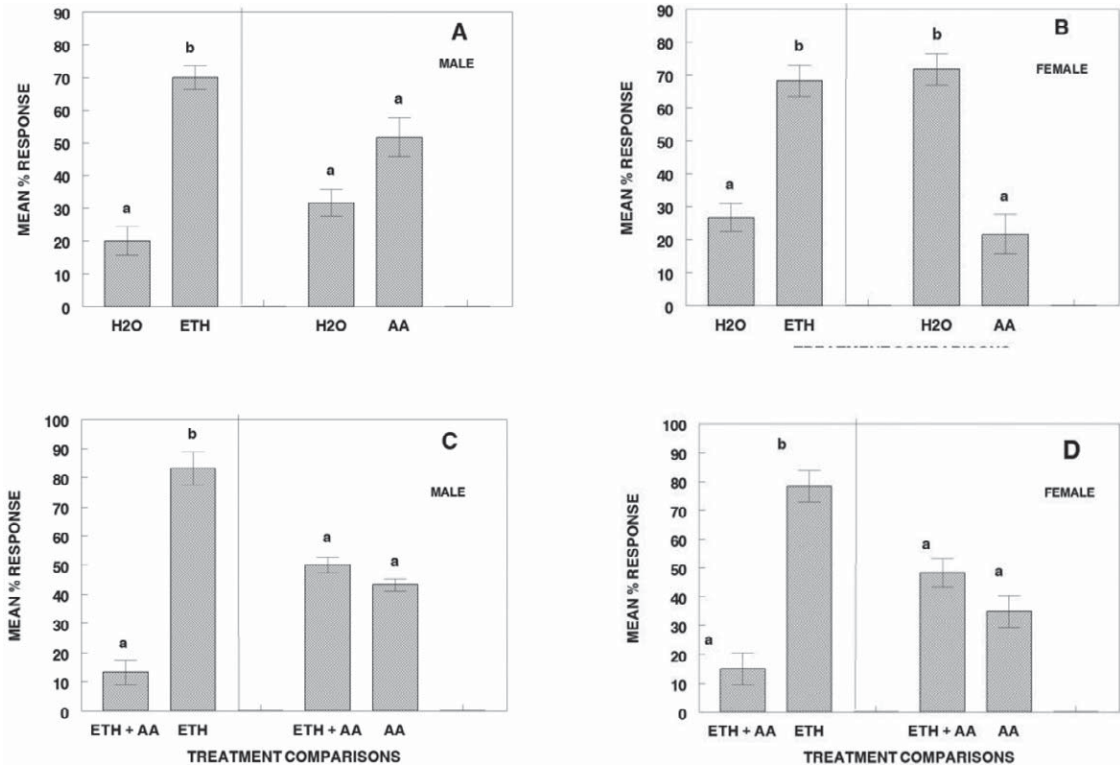 A
MALE
MEAN % RESPONSE
90
80
70
60
50
40
30
20
10
0
a
b
a
a
H2O ETH H2O AA
B
FEMALE
MEAN % RESPONSE
90
80
70
60
50
40
30
20
10
0
a
b
b
a
H2O ETH H2O AA
C
MALE
MEAN % RESPONSE
100
90
80
70
60
50
40
30
20
10
0
a
b
a
a
ETH + AA ETH ETH + AA AA
TREATMENT COMPARISONS
D
FEMALE
MEAN % RESPONSE
100
90
80
70
60
50
40
30
20
10
0
a
b
a
a
ETH + AA ETH ETH + AA AA
TREATMENT COMPARISONS